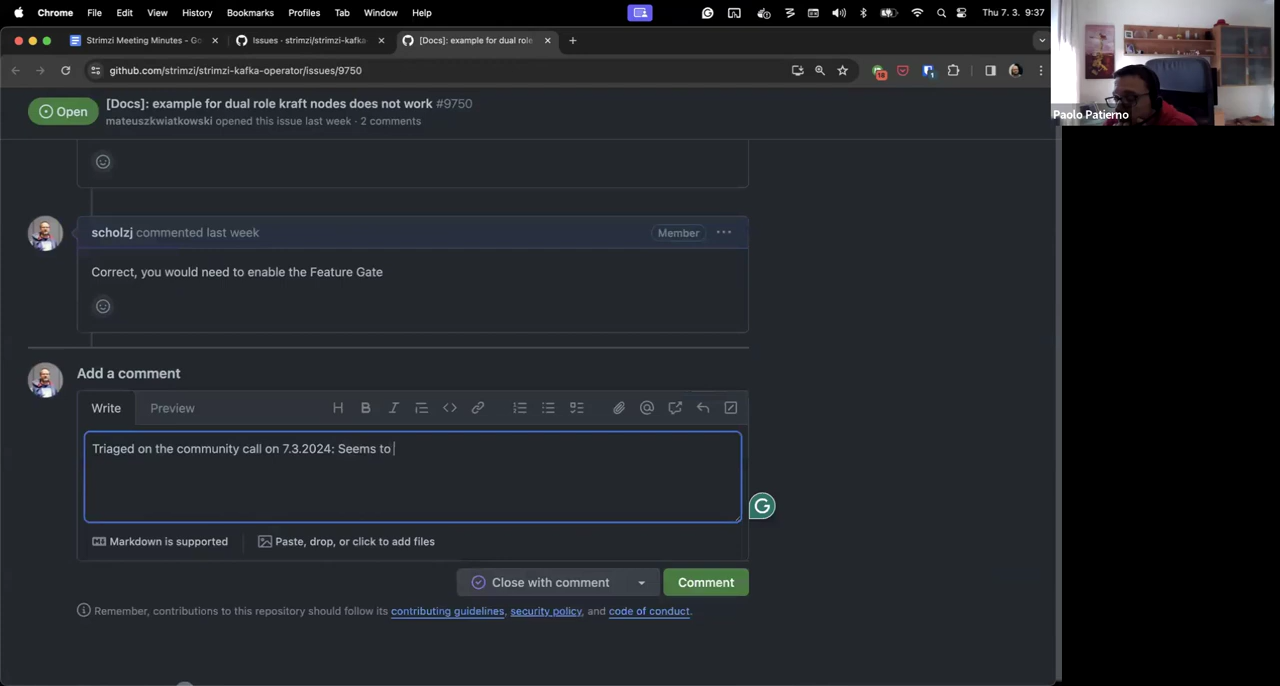 Chrome File Edit View History Bookmarks Profiles Tab Window Help Thu 7. 3. 9:37
Strimzi Meeting Minutes – Go
Issues · strimzi/strimzi-kafka-
[Docs]: example for dual role
github.com/strimzi/strimzi-kafka-operator/issues/9750
Paolo Patierno
Open
[Docs]: example for dual role kraft nodes does not work #9750
mateuszkwiatkowski opened this issue last week · 2 comments
scholzj commented last week
Member
Correct, you would need to enable the Feature Gate
Add a comment
Write Preview
Triaged on the community call on 7.3.2024: Seems to
Markdown is supported
Paste, drop, or click to add files
Close with comment
Comment
Remember, contributions to this repository should follow its contributing guidelines, security policy, and code of conduct.